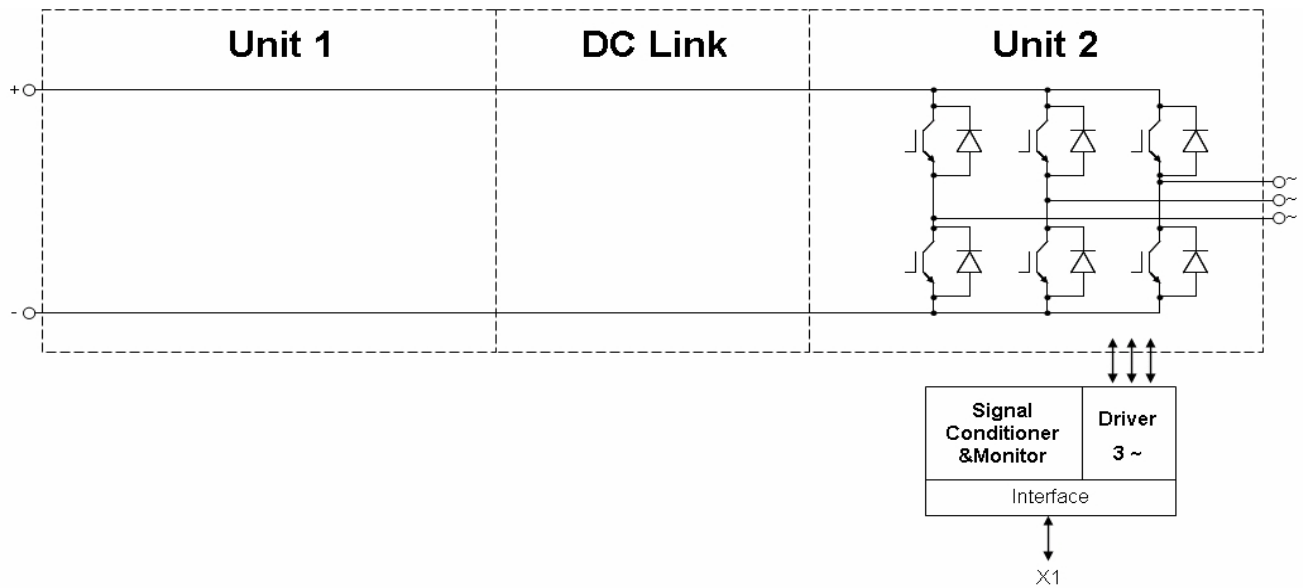 Unit 1
DC Link
Unit 2
+
~
~
~
-
Signal
Conditioner
&Monitor
Driver
3 ~
Interface
X1